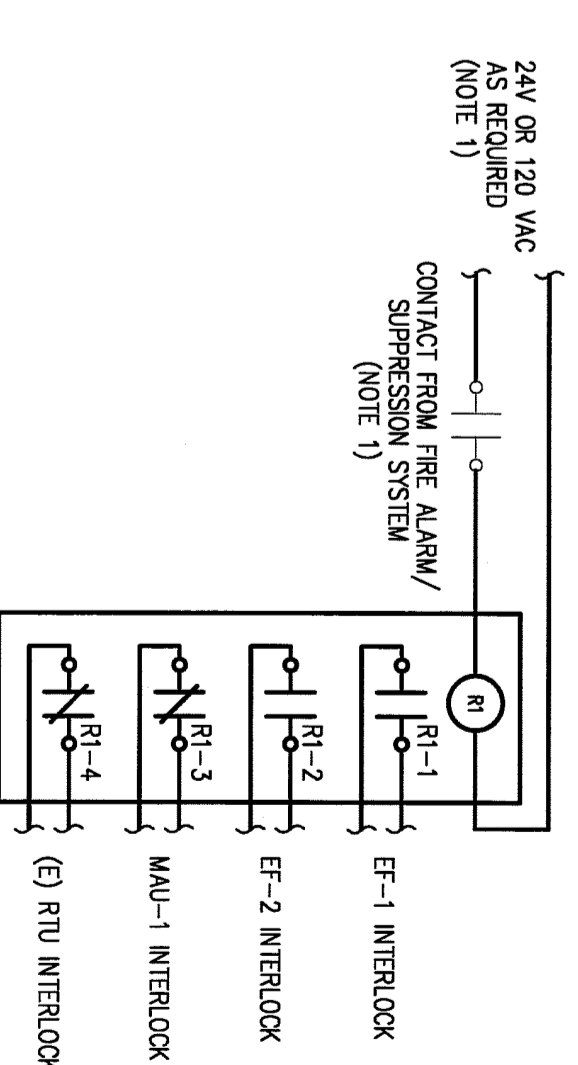 24V OR 120 VAC
AS REQUIRED
(NOTE 1)
CONTACT FROM FIRE ALARM/
SUPPRESSION SYSTEM
(NOTE 1)
R1
R1-1
EF-1 INTERLOCK
R1-2
EF-2 INTERLOCK
R1-3
MAU-1 INTERLOCK
R1-4
(E) RTU INTERLOCK